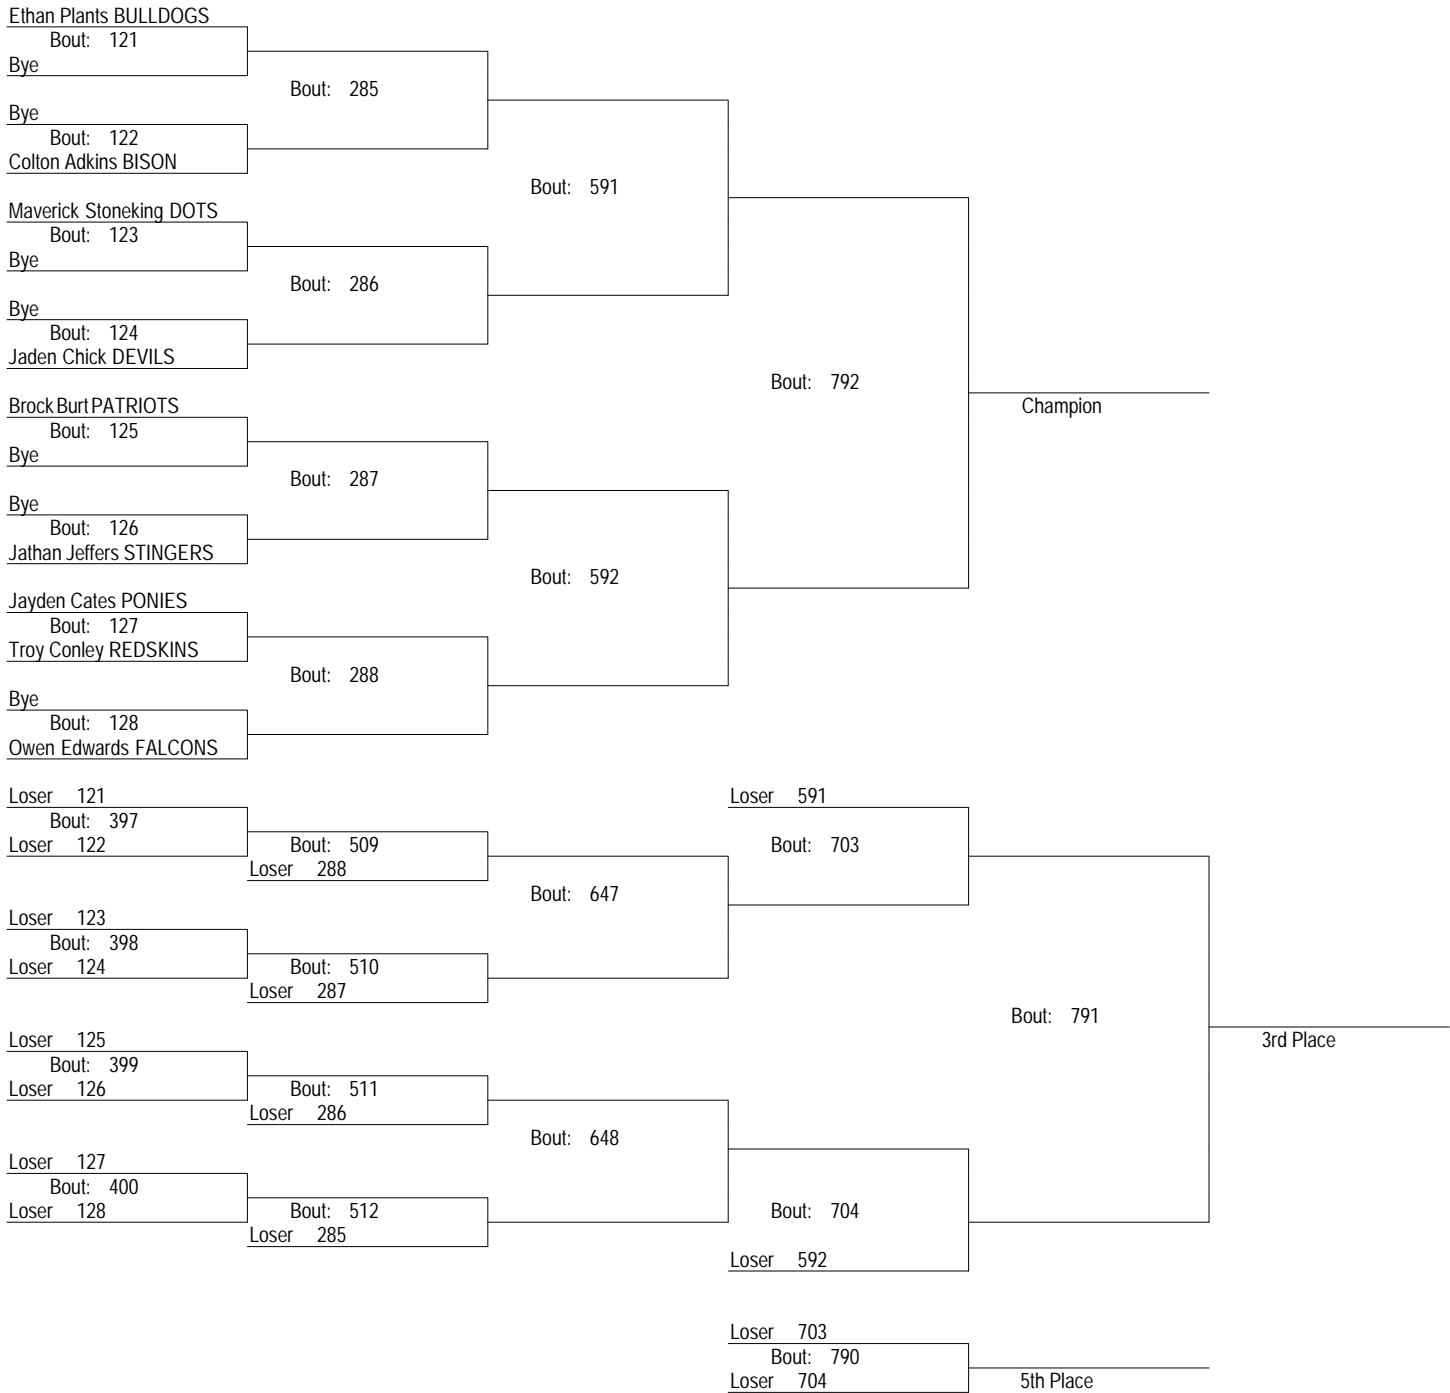 Ethan Plants BULLDOGS
Bout: 121
Bye
Bout: 285
Bye
Bout: 122
Colton Adkins BISON
Bout: 591
Maverick Stoneking DOTS
Bout: 123
Bye
Bout: 286
Bye
Bout: 124
Jaden Chick DEVILS
Bout: 792
Champion
Brock Burt PATRIOTS
Bout: 125
Bye
Bout: 287
Bye
Bout: 126
Jathan Jeffers STINGERS
Bout: 592
Jayden Cates PONIES
Bout: 127
Troy Conley REDSKINS
Bout: 288
Bye
Bout: 128
Owen Edwards FALCONS
Loser 121
Bout: 397
Loser 122
Bout: 509
Loser 288
Bout: 647
Loser 591
Bout: 703
Loser 123
Bout: 398
Loser 124
Bout: 510
Loser 287
Bout: 791
3rd Place
Loser 125
Bout: 399
Loser 126
Bout: 511
Loser 286
Bout: 648
Loser 127
Bout: 400
Loser 128
Bout: 512
Loser 285
Bout: 704
Loser 592
Loser 703
Bout: 790
Loser 704
5th Place